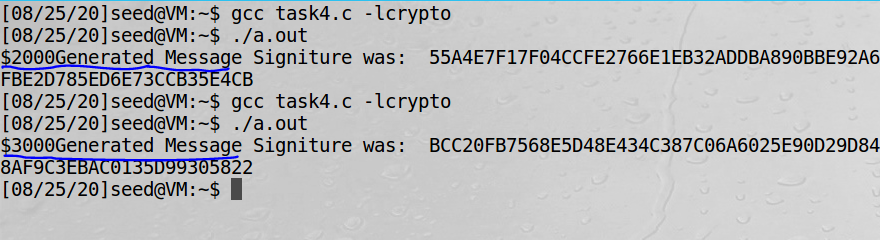 [08/25/20]seed@VM:~$ gcc task4.c -lcrypto
[08/25/20]seed@VM:~$ ./a.out
$2000Generated Message Signiture was:  55A4E7F17F04CCFE2766E1EB32ADDBA890BBE92A6
FBE2D785ED6E73CCB35E4CB
[08/25/20]seed@VM:~$ gcc task4.c -lcrypto
[08/25/20]seed@VM:~$ ./a.out
$3000Generated Message Signiture was:  BCC20FB7568E5D48E434C387C06A6025E90D29D84
8AF9C3EBAC0135D99305822
[08/25/20]seed@VM:~$